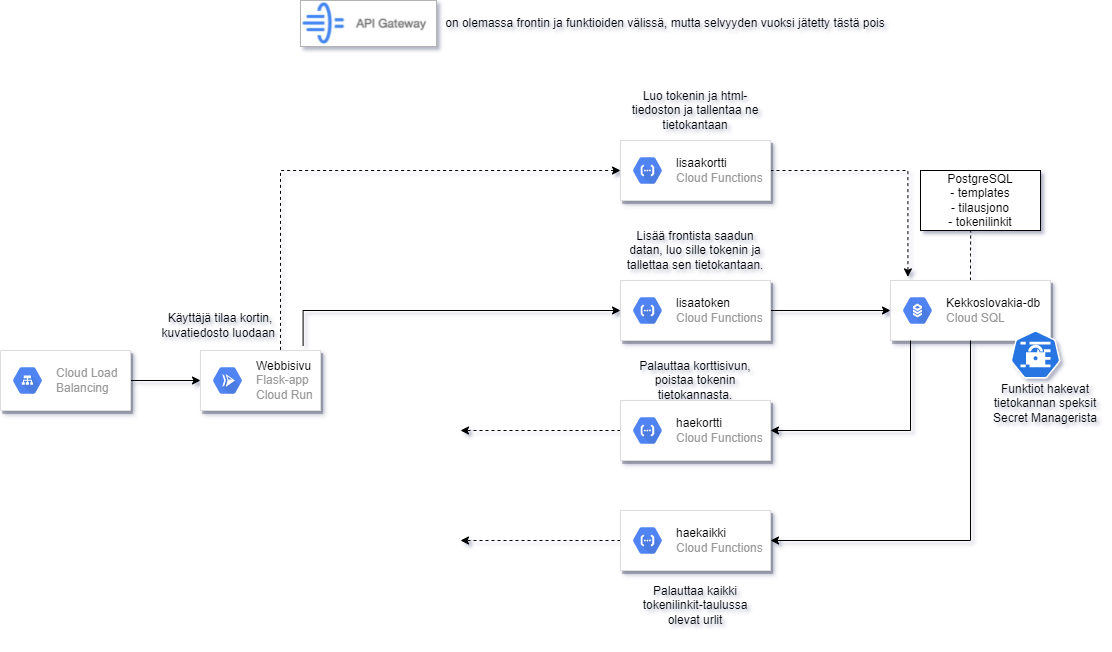 API Gateway
on olemassa frontin ja funktioiden välissä, mutta selvyyden vuoksi jätetty tästä pois
Luo tokenin ja html-
tiedoston ja tallentaa ne
tietokantaan
lisaakortti
Cloud Functions
PostgreSQL
- templates
- tilausjono
- tokenilinkit
Lisää frontista saadun
datan, luo sille tokenin ja
tallettaa sen tietokantaan.
lisaatoken
Cloud Functions
Kekkoslovakia-db
Cloud SQL
Käyttäjä tilaa kortin,
kuvatiedosto luodaan
Cloud Load
Balancing
Webbisivu
Flask-app
Cloud Run
Palauttaa korttisivun,
poistaa tokenin
tietokannasta.
haekortti
Cloud Functions
Funktiot hakevat
tietokannan speksit
Secret Managerista
haekaikki
Cloud Functions
Palauttaa kaikki
tokenilinkit-taulussa
olevat urlit